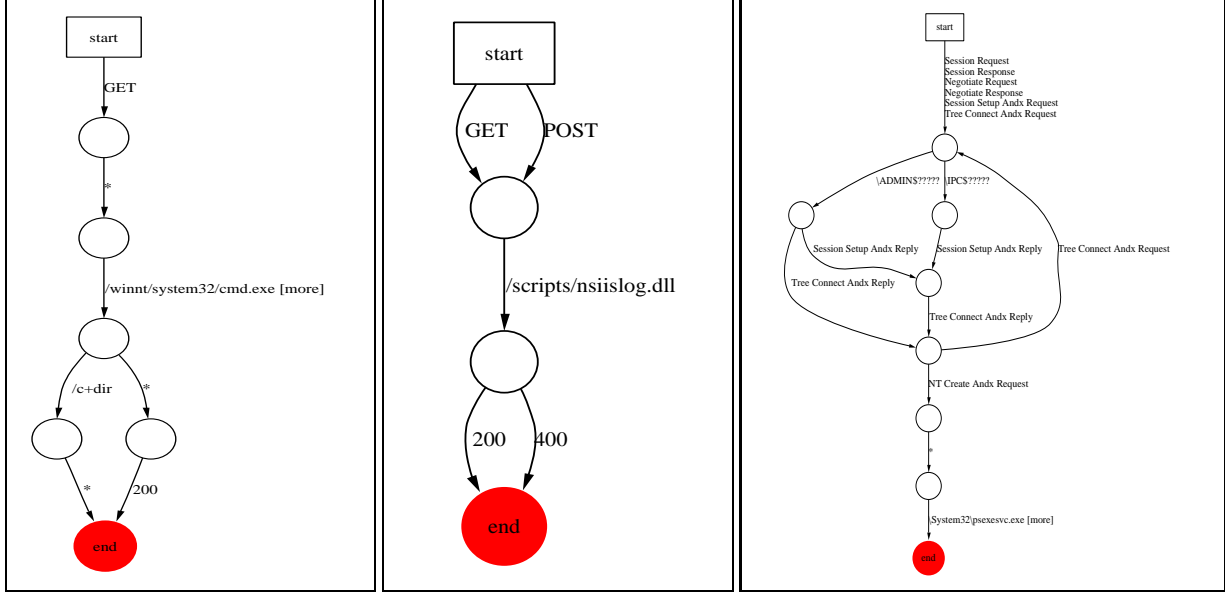 start
GET
*
/winnt/system32/cmd.exe [more]
/c+dir
*
*
200
end
start
GET
POST
/scripts/nsiislog.dll
200
400
end
start
Session Request
Session Response
Negotiate Request
Negotiate Response
Session Setup Andx Request
Tree Connect Andx Request
\ADMIN$?????
\IPC$?????
Session Setup Andx Reply
Session Setup Andx Reply
Tree Connect Andx Request
Tree Connect Andx Reply
Tree Connect Andx Reply
NT Create Andx Request
*
\System32\psexesvc.exe [more]
end